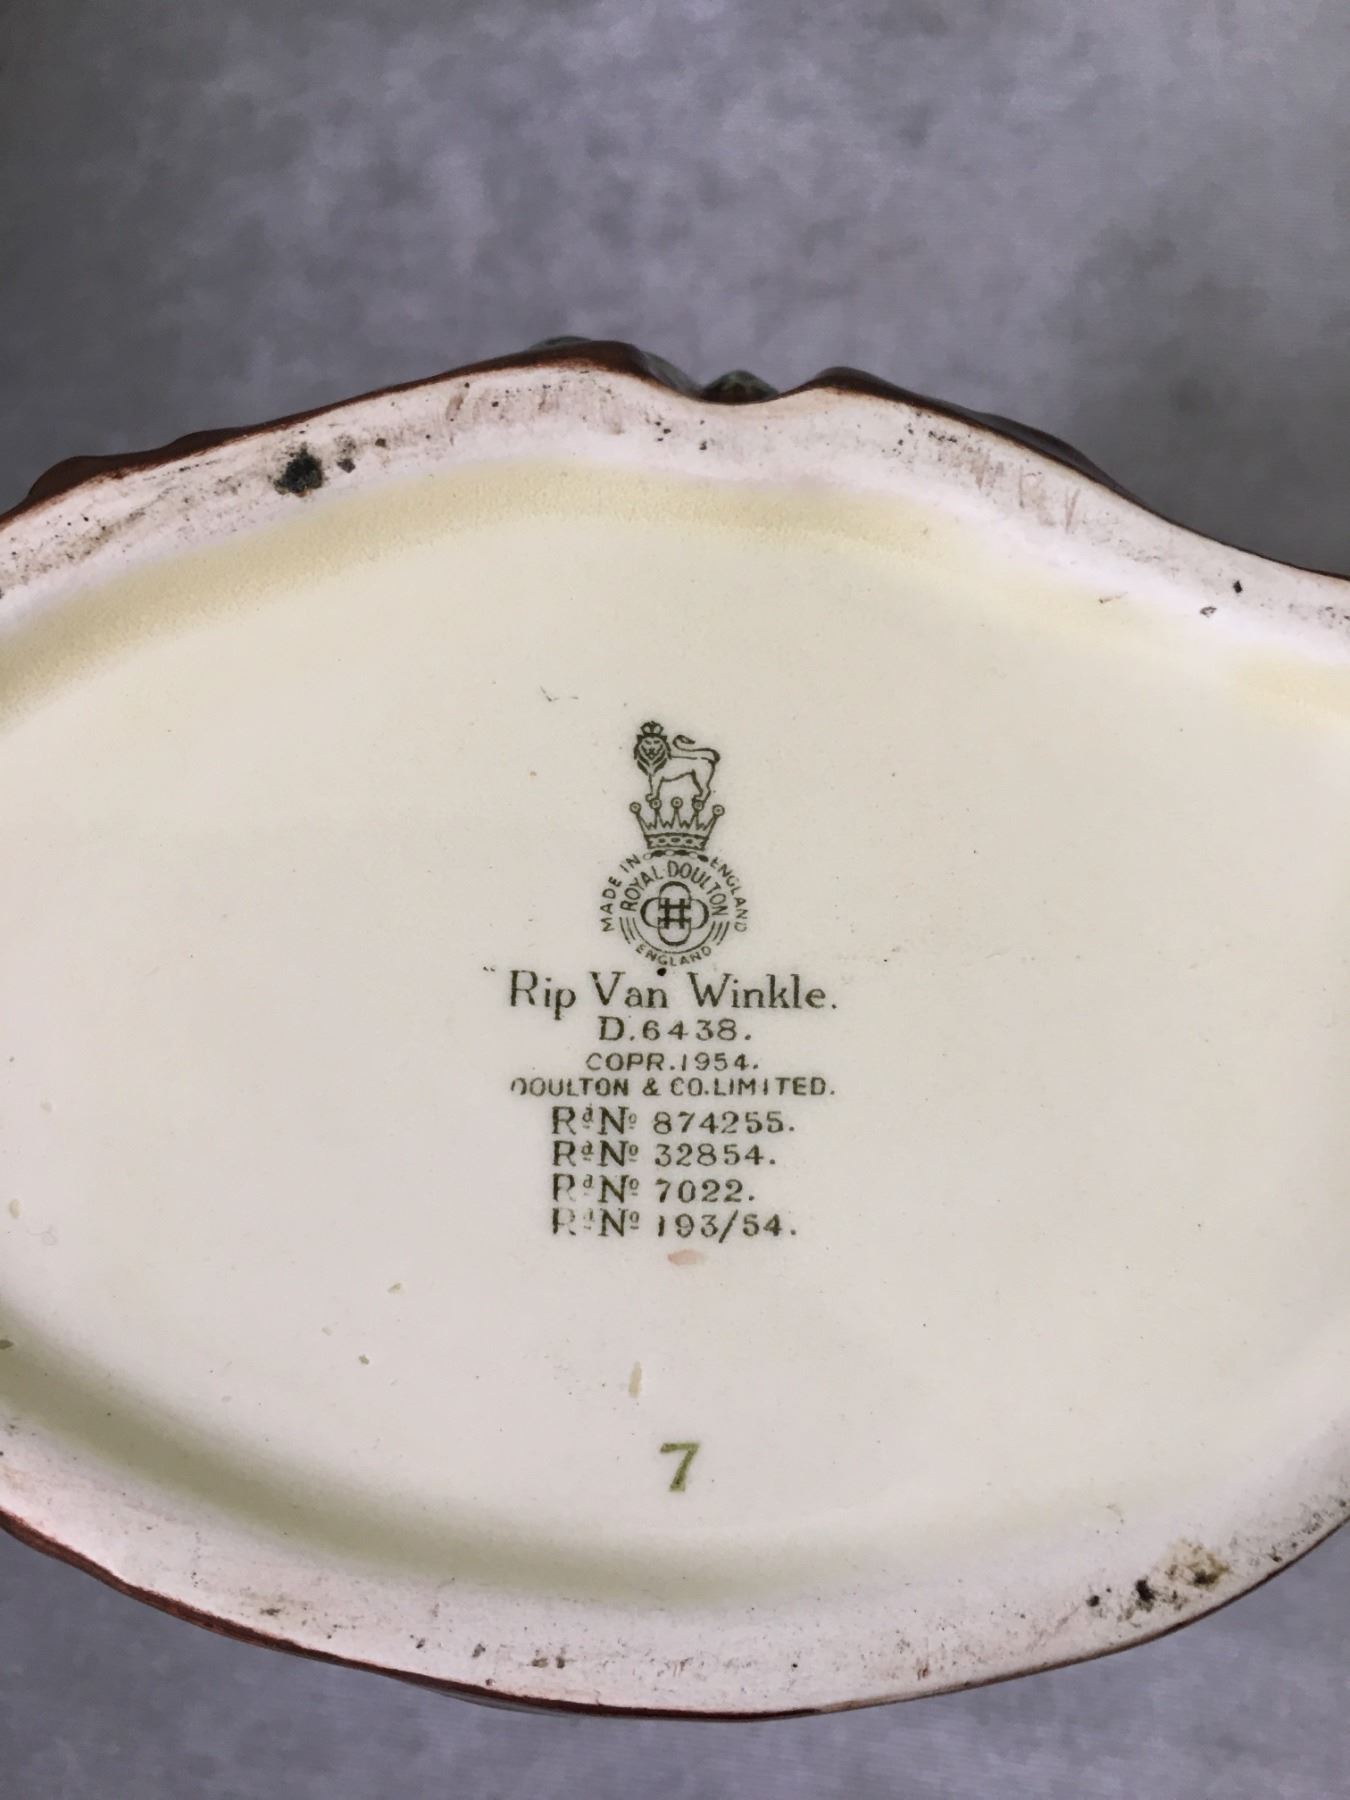 MADE IN ENGLAND
ROYAL DOULTON
ENGLAND
"Rip Van Winkle.
D.6438.
COPR.1954.
DOULTON & CO.LIMITED.
Rᵈ Nº 874255.
Rᵈ Nº 32854.
Rᵈ Nº 7022.
Rᵈ Nº 193/54.
7